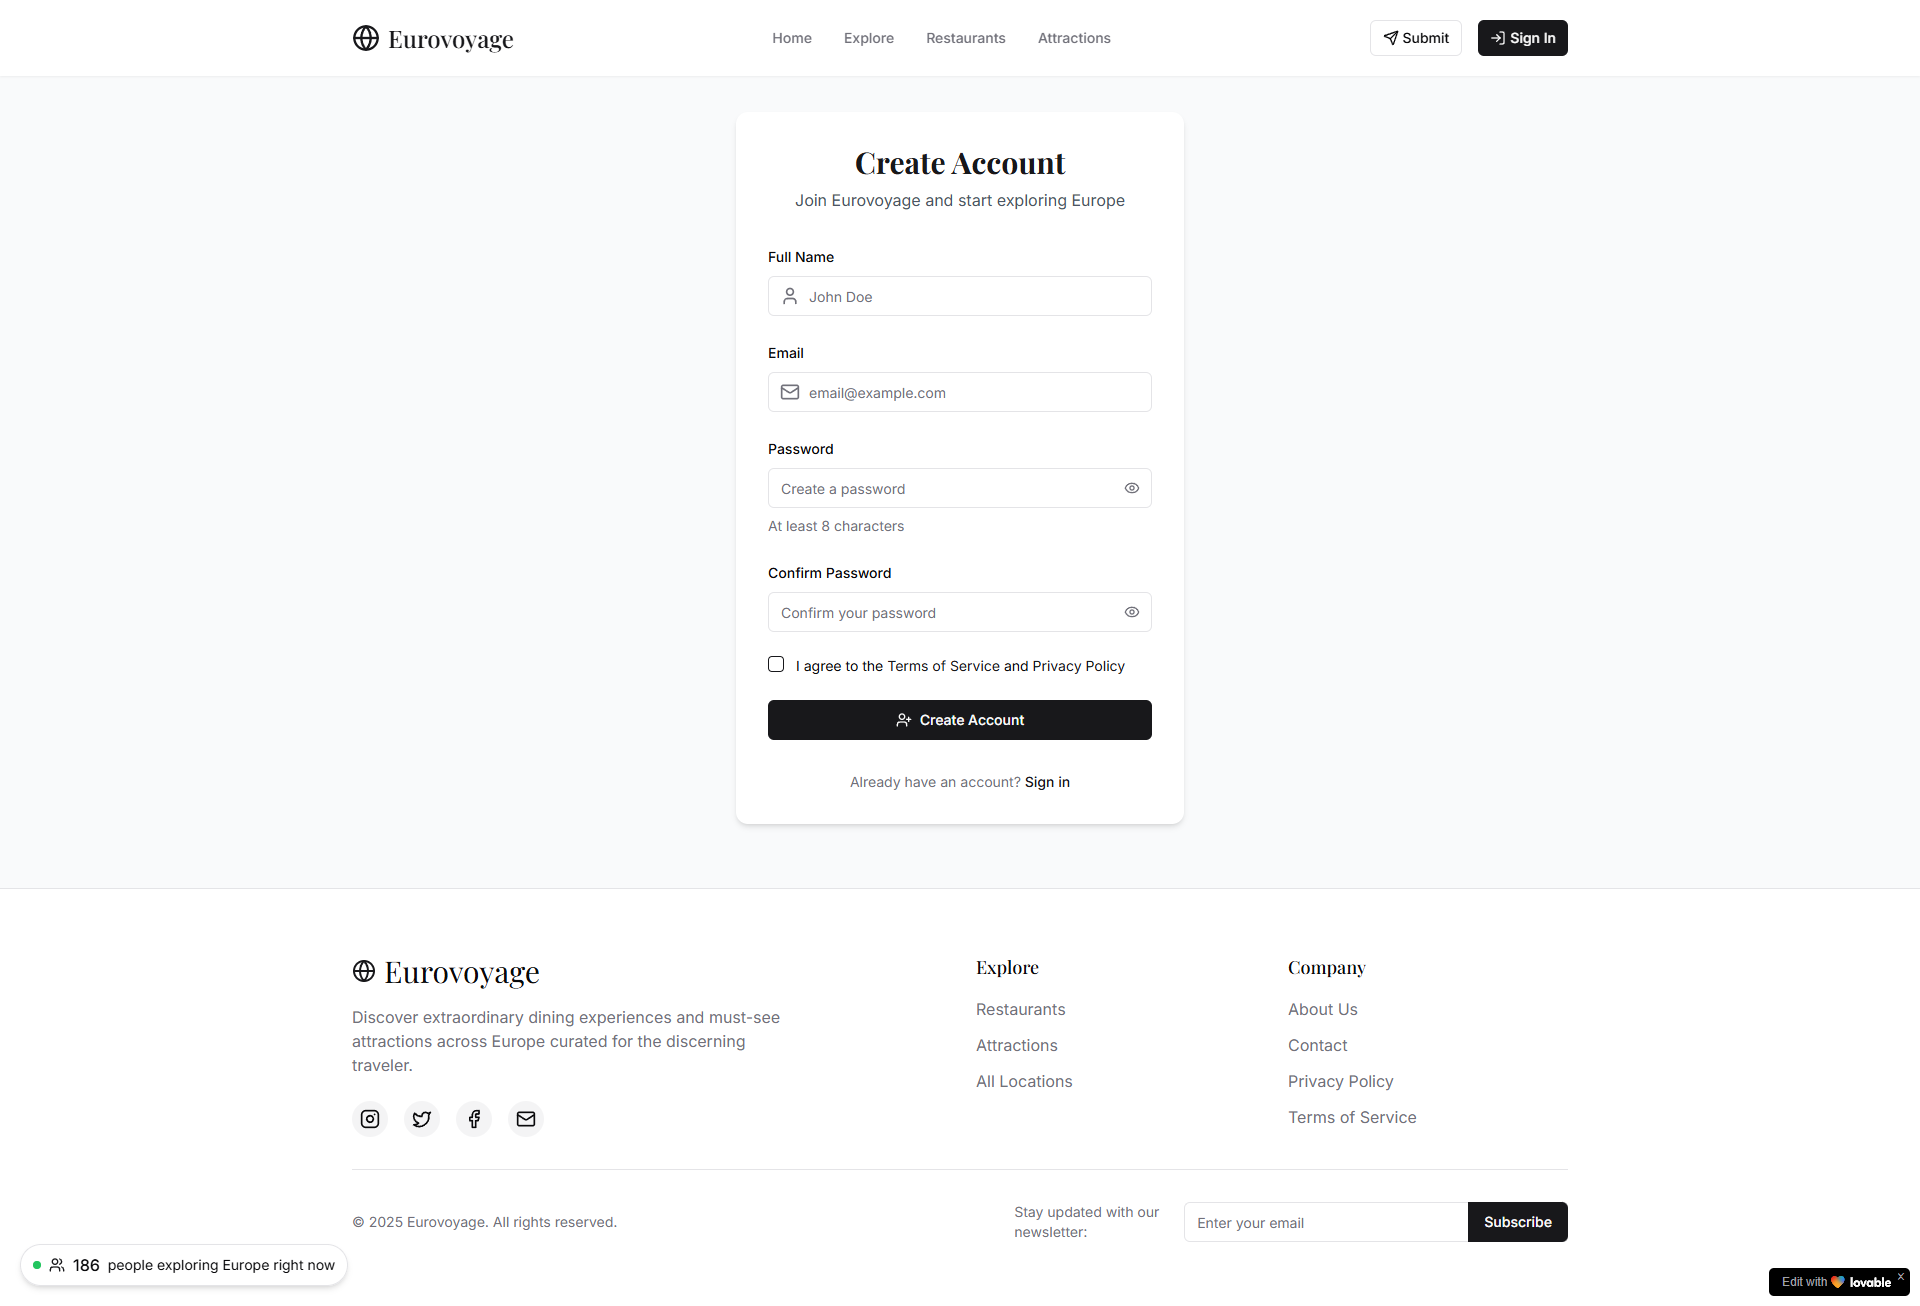 Eurovoyage
Home
Explore
Restaurants
Attractions
Submit
Sign In
Create Account
Join Eurovoyage and start exploring Europe
Full Name
John Doe
Email
email@example.com
Password
Create a password
At least 8 characters
Confirm Password
Confirm your password
I agree to the Terms of Service and Privacy Policy
Create Account
Already have an account? Sign in
Eurovoyage
Discover extraordinary dining experiences and must-see
attractions across Europe curated for the discerning
traveler.
Explore
Restaurants
Attractions
All Locations
Company
About Us
Contact
Privacy Policy
Terms of Service
© 2025 Eurovoyage. All rights reserved.
Stay updated with our
newsletter:
Enter your email
Subscribe
186 people exploring Europe right now
Edit with lovable